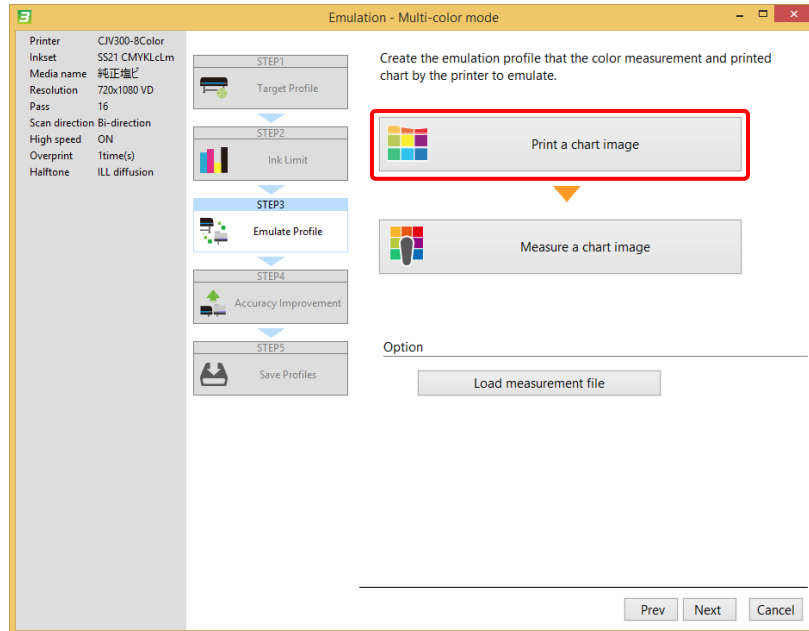 Emulation - Multi-color mode
Printer CJV300-8Color
Inkset SS21 CMYKLcLm
Media name 純正塩ビ
Resolution 720x1080 VD
Pass 16
Scan direction Bi-direction
High speed ON
Overprint 1time(s)
Halftone ILL diffusion
STEP1
Target Profile
STEP2
Ink Limit
STEP3
Emulate Profile
STEP4
Accuracy Improvement
STEP5
Save Profiles
Create the emulation profile that the color measurement and printed
chart by the printer to emulate.
Print a chart image
Measure a chart image
Option
Load measurement file
Prev Next Cancel